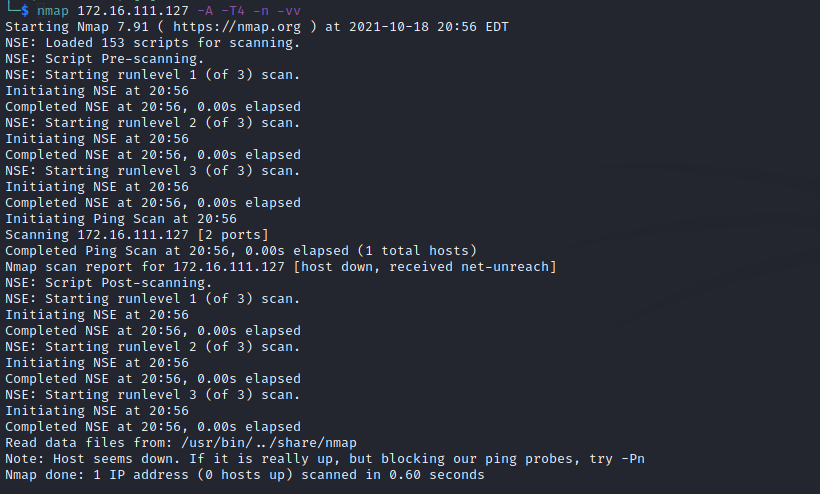 └─$ nmap 172.16.111.127 -A -T4 -n -vv
Starting Nmap 7.91 ( https://nmap.org ) at 2021-10-18 20:56 EDT
NSE: Loaded 153 scripts for scanning.
NSE: Script Pre-scanning.
NSE: Starting runlevel 1 (of 3) scan.
Initiating NSE at 20:56
Completed NSE at 20:56, 0.00s elapsed
NSE: Starting runlevel 2 (of 3) scan.
Initiating NSE at 20:56
Completed NSE at 20:56, 0.00s elapsed
NSE: Starting runlevel 3 (of 3) scan.
Initiating NSE at 20:56
Completed NSE at 20:56, 0.00s elapsed
Initiating Ping Scan at 20:56
Scanning 172.16.111.127 [2 ports]
Completed Ping Scan at 20:56, 0.00s elapsed (1 total hosts)
Nmap scan report for 172.16.111.127 [host down, received net-unreach]
NSE: Script Post-scanning.
NSE: Starting runlevel 1 (of 3) scan.
Initiating NSE at 20:56
Completed NSE at 20:56, 0.00s elapsed
NSE: Starting runlevel 2 (of 3) scan.
Initiating NSE at 20:56
Completed NSE at 20:56, 0.00s elapsed
NSE: Starting runlevel 3 (of 3) scan.
Initiating NSE at 20:56
Completed NSE at 20:56, 0.00s elapsed
Read data files from: /usr/bin/../share/nmap
Note: Host seems down. If it is really up, but blocking our ping probes, try -Pn
Nmap done: 1 IP address (0 hosts up) scanned in 0.60 seconds